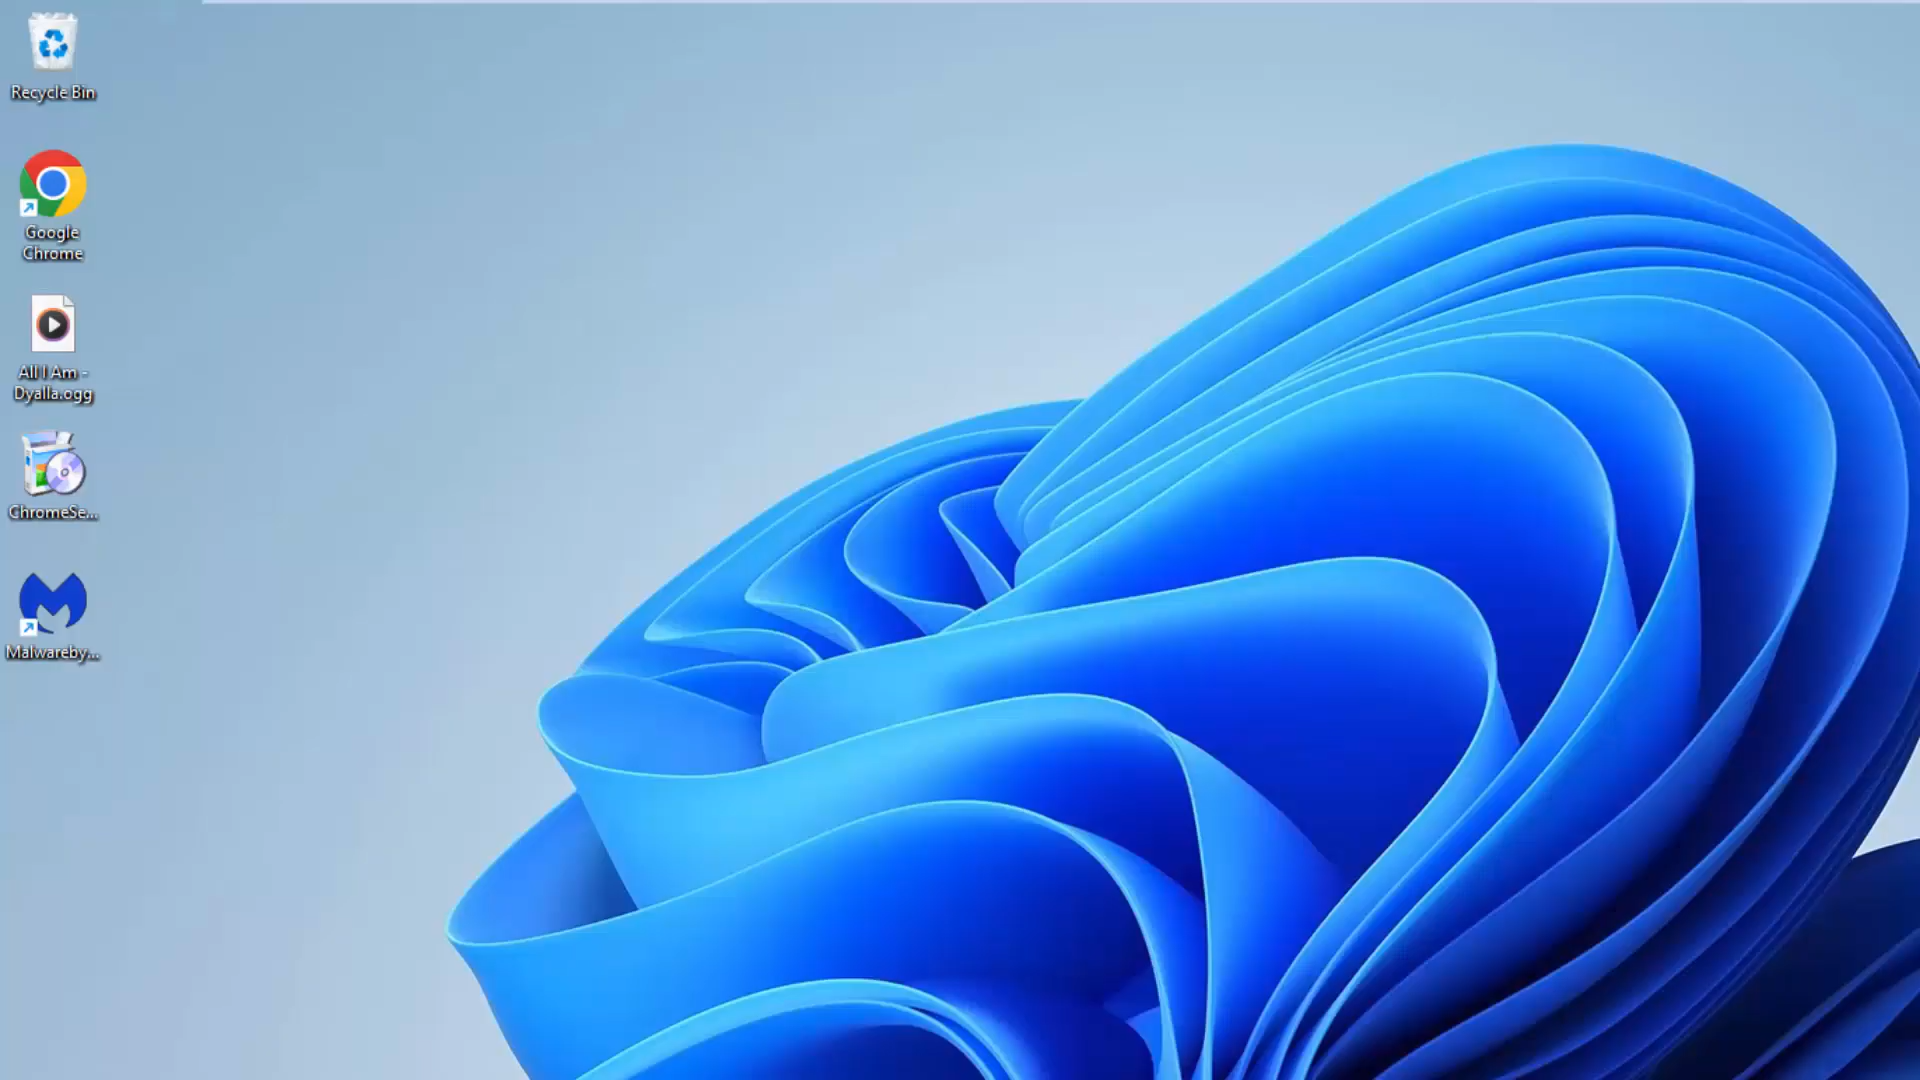 Recycle Bin
Google
Chrome
All I Am -
Dyalla.ogg
ChromeSe...
Malwareby...